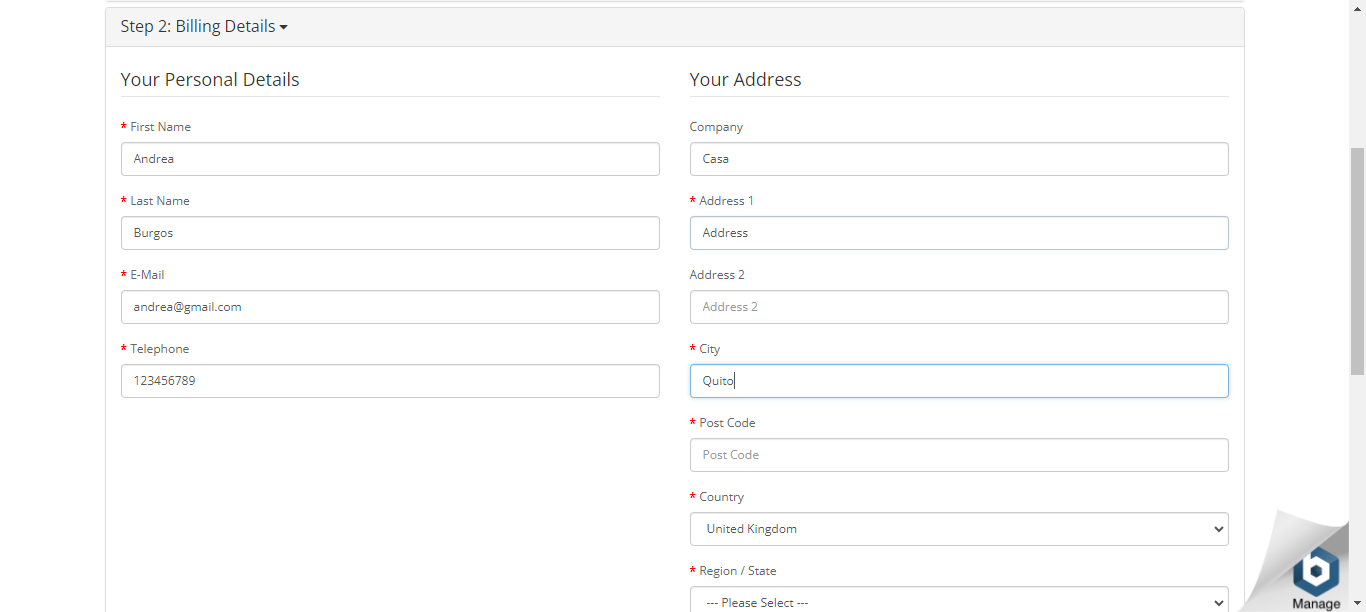 Step 2: Billing Details
Your Personal Details
* First Name
Andrea
* Last Name
Burgos
* E-Mail
andrea@gmail.com
* Telephone
123456789
Your Address
Company
Casa
* Address 1
Address
Address 2
Address 2
* City
Quito
* Post Code
Post Code
* Country
United Kingdom
* Region / State
--- Please Select ---
b
Manage